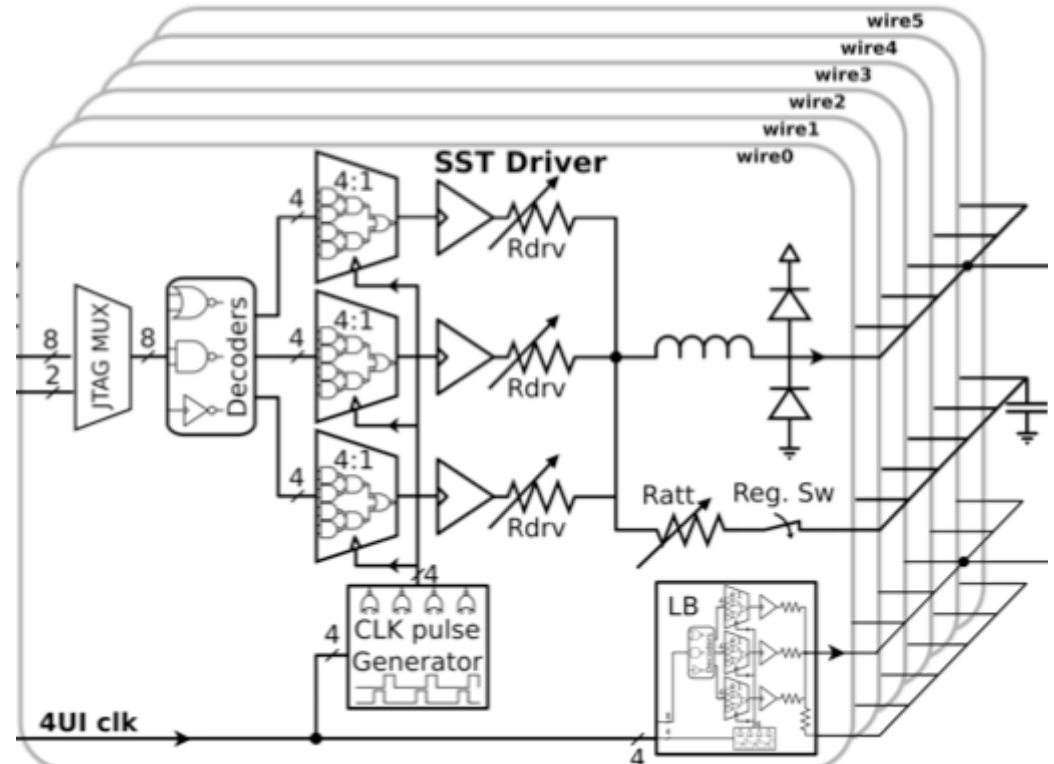 wire5
wire4
wire3
wire2
wire1
wire0
SST Driver
4:1
4
Rdrv
8
2
JTAG MUX
8
Decoders
4:1
4
Rdrv
4:1
4
Rdrv
Ratt.
Reg. Sw
4
4
CLK pulse
Generator
LB
4UI clk
4